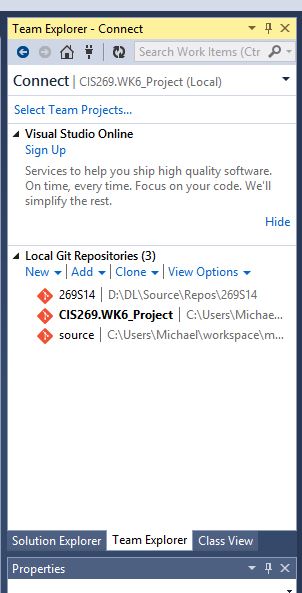 Team Explorer - Connect
Search Work Items (Ctr
Connect | CIS269.WK6_Project (Local)
Select Team Projects...
Visual Studio Online
Sign Up
Services to help you ship high quality software.
On time, every time. Focus on your code. We'll
simplify the rest.
Hide
Local Git Repositories (3)
New | Add | Clone | View Options
269S14 | D:\DL\Source\Repos\269S14
CIS269.WK6_Project | C:\Users\Michae...
source | C:\Users\Michael\workspace\m...
Solution Explorer Team Explorer Class View
Properties